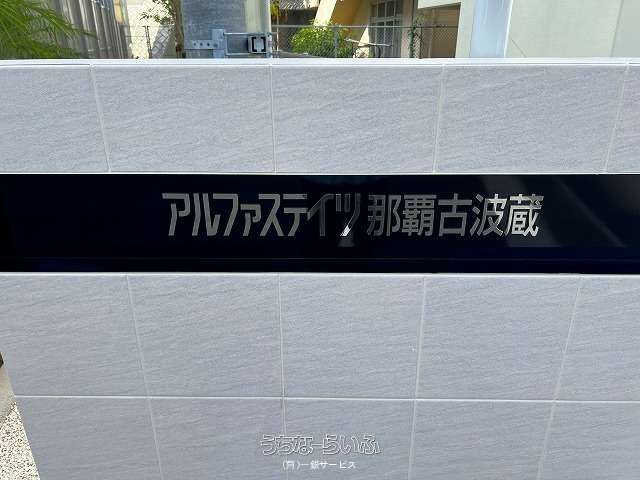 アルファステイツ 那覇古波蔵
うちなーらいふ
(有)一銀サービス